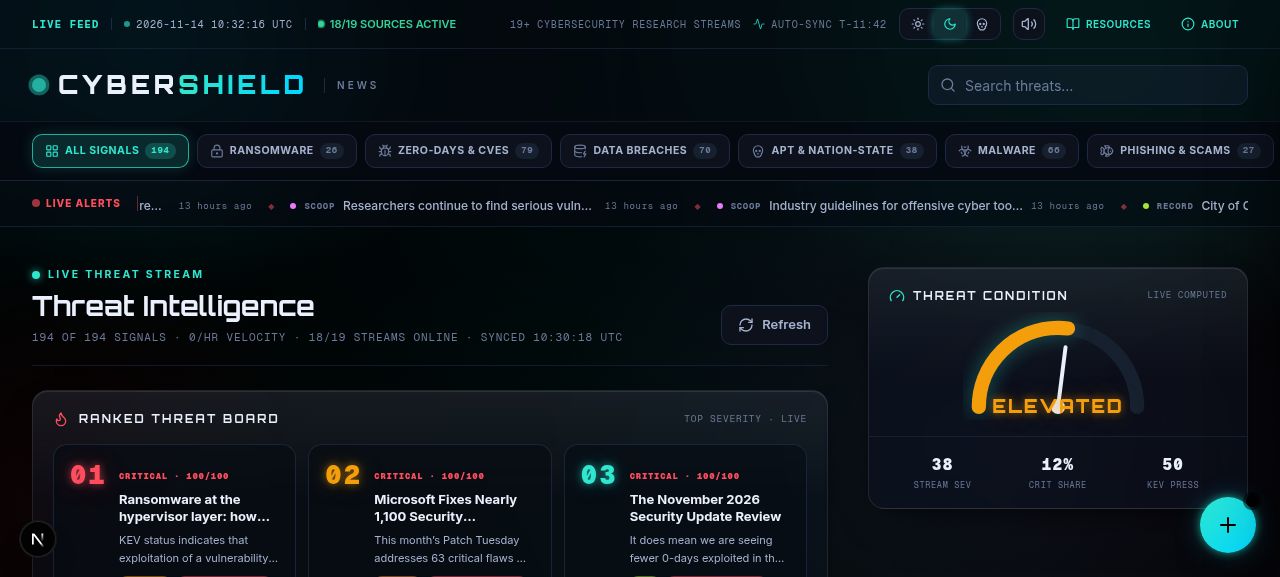 LIVE FEED 2026-11-14 10:32:16 UTC 18/19 SOURCES ACTIVE 19+ CYBERSECURITY RESEARCH STREAMS AUTO-SYNC T-11:42 RESOURCES ABOUT
CYBERSHIELD NEWS Search threats...
ALL SIGNALS 194 RANSOMWARE 26 ZERO-DAYS & CVES 79 DATA BREACHES 70 APT & NATION-STATE 38 MALWARE 66 PHISHING & SCAMS 27
LIVE ALERTS re... 13 hours ago ◆ SCOOP Researchers continue to find serious vuln... 13 hours ago ◆ SCOOP Industry guidelines for offensive cyber too... 13 hours ago ◆ RECORD City of
LIVE THREAT STREAM
Threat Intelligence
194 OF 194 SIGNALS · 0/HR VELOCITY · 18/19 STREAMS ONLINE · SYNCED 10:30:18 UTC
Refresh
RANKED THREAT BOARD TOP SEVERITY · LIVE
01 CRITICAL · 100/100
Ransomware at the
hypervisor layer: how...
KEV status indicates that
exploitation of a vulnerability...
02 CRITICAL · 100/100
Microsoft Fixes Nearly
1,100 Security...
This month's Patch Tuesday
addresses 63 critical flaws ...
03 CRITICAL · 100/100
The November 2026
Security Update Review
It does mean we are seeing
fewer 0-days exploited in th...
THREAT CONDITION LIVE COMPUTED
ELEVATED
38 12% 50
STREAM SEV CRIT SHARE KEV PRESS
N